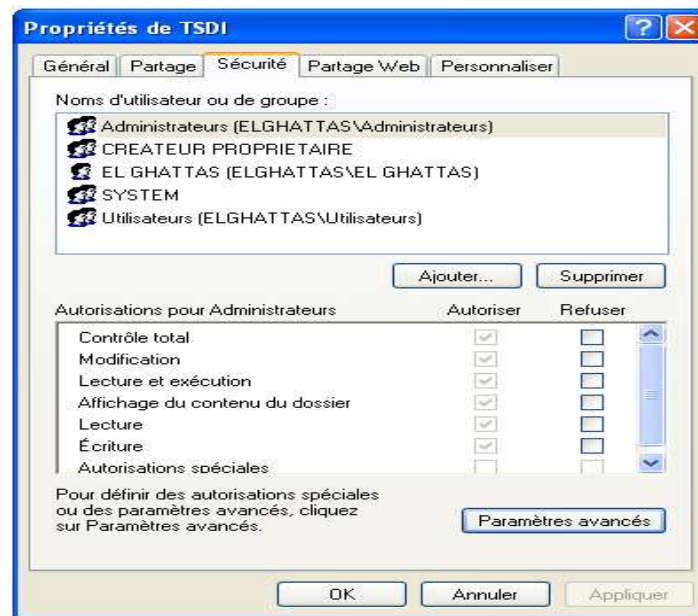 Propriétés de TSDI
Général Partage Sécurité Partage Web Personnaliser
Noms d'utilisateur ou de groupe :
Administrateurs (ELGHATTAS\Administrateurs)
CREATEUR PROPRIETAIRE
EL GHATTAS (ELGHATTAS\EL GHATTAS)
SYSTEM
Utilisateurs (ELGHATTAS\Utilisateurs)
Ajouter... Supprimer
Autorisations pour Administrateurs Autoriser Refuser
Contrôle total
Modification
Lecture et exécution
Affichage du contenu du dossier
Lecture
Écriture
Autorisations spéciales
Pour définir des autorisations spéciales
ou des paramètres avancés, cliquez
sur Paramètres avancés.
Paramètres avancés
OK Annuler Appliquer